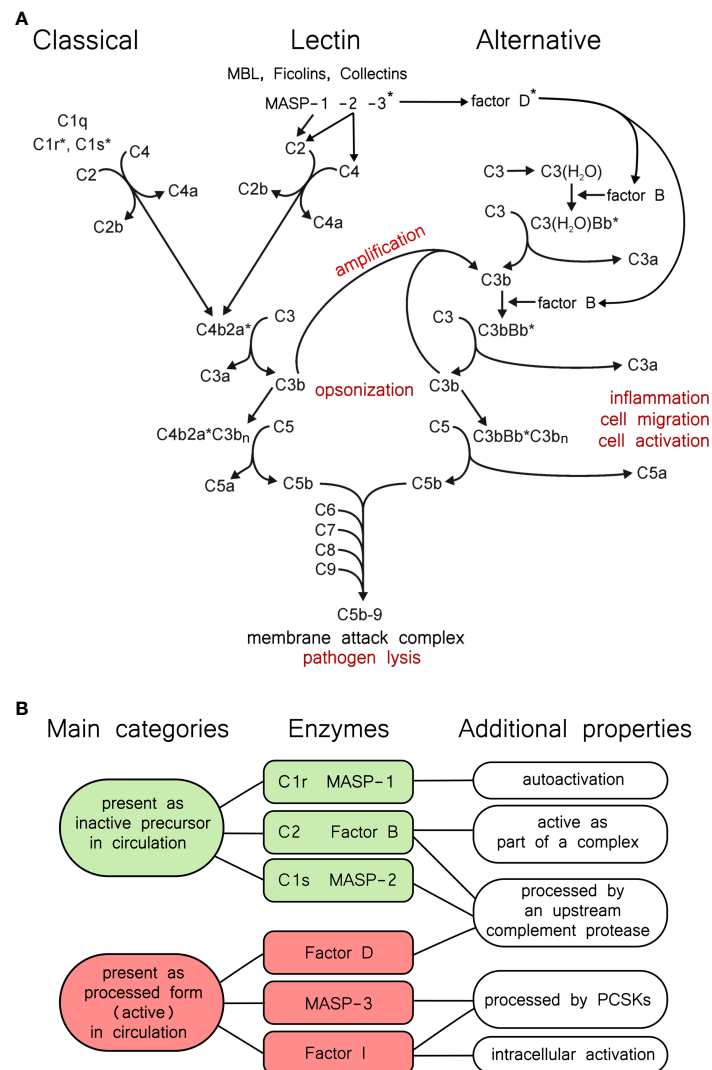 A
Classical Lectin Alternative
MBL, Ficolins, Collectins
MASP-1 -2 -3* factor D*
C1q
C1r*, C1s*
C4
C2
C4a
C2b
C2
C4
C2b
C4a
C3 C3(H₂O)
factor B
C3 C3(H₂O)Bb*
C3a
amplification
C3b
factor B
C4b2a* C3
C3a
C3b
opsonization
C3 C3bBb*
C3a
C3b
inflammation
cell migration
cell activation
C4b2a*C3bₙ C5
C5a
C5b
C5 C3bBb*C3bₙ
C5a
C5b
C6
C7
C8
C9
C5b-9
membrane attack complex
pathogen lysis
B
Main categories Enzymes Additional properties
present as
inactive precursor
in circulation
C1r MASP-1
C2 Factor B
C1s MASP-2
autoactivation
active as
part of a complex
processed by
an upstream
complement protease
present as
processed form
(active)
in circulation
Factor D
MASP-3
Factor I
processed by PCSKs
intracellular activation